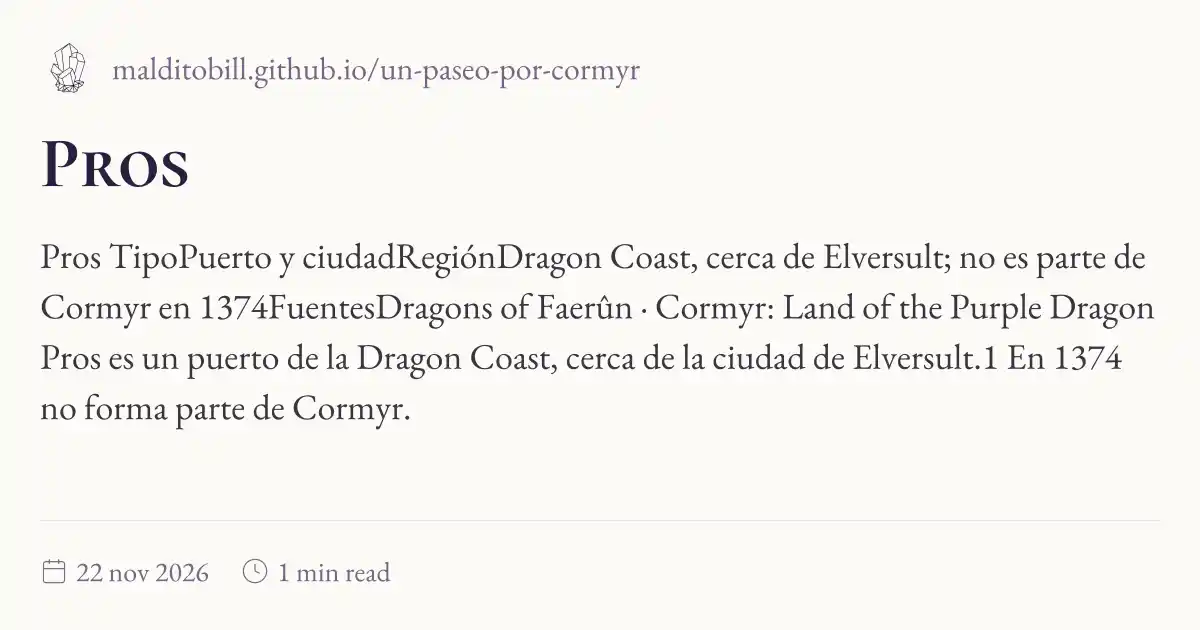 malditobill.github.io/un-paseo-por-cormyr
Pros
Pros TipoPuerto y ciudadRegiónDragon Coast, cerca de Elversult; no es parte de
Cormyr en 1374FuentesDragons of Faerûn · Cormyr: Land of the Purple Dragon
Pros es un puerto de la Dragon Coast, cerca de la ciudad de Elversult.1 En 1374
no forma parte de Cormyr.
22 nov 2026 1 min read